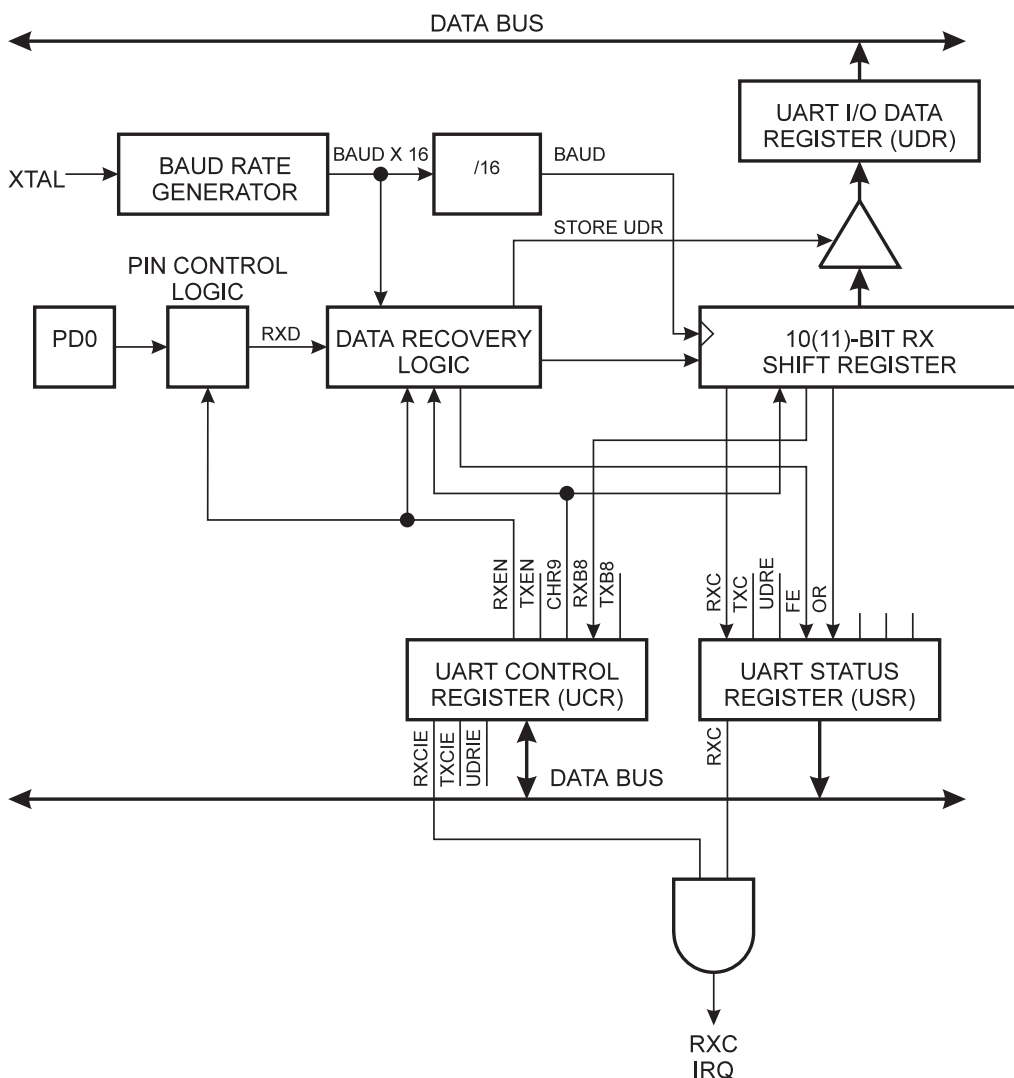 DATA BUS
UART I/O DATA
REGISTER (UDR)
XTAL
BAUD RATE
GENERATOR
BAUD X 16
/16
BAUD
STORE UDR
PIN CONTROL
LOGIC
PD0
RXD
DATA RECOVERY
LOGIC
10(11)-BIT RX
SHIFT REGISTER
RXEN
TXEN
CHR9
RXB8
TXB8
RXC
TXC
UDRE
FE
OR
UART CONTROL
REGISTER (UCR)
UART STATUS
REGISTER (USR)
RXCIE
TXCIE
UDRIE
RXC
DATA BUS
RXC
IRQ